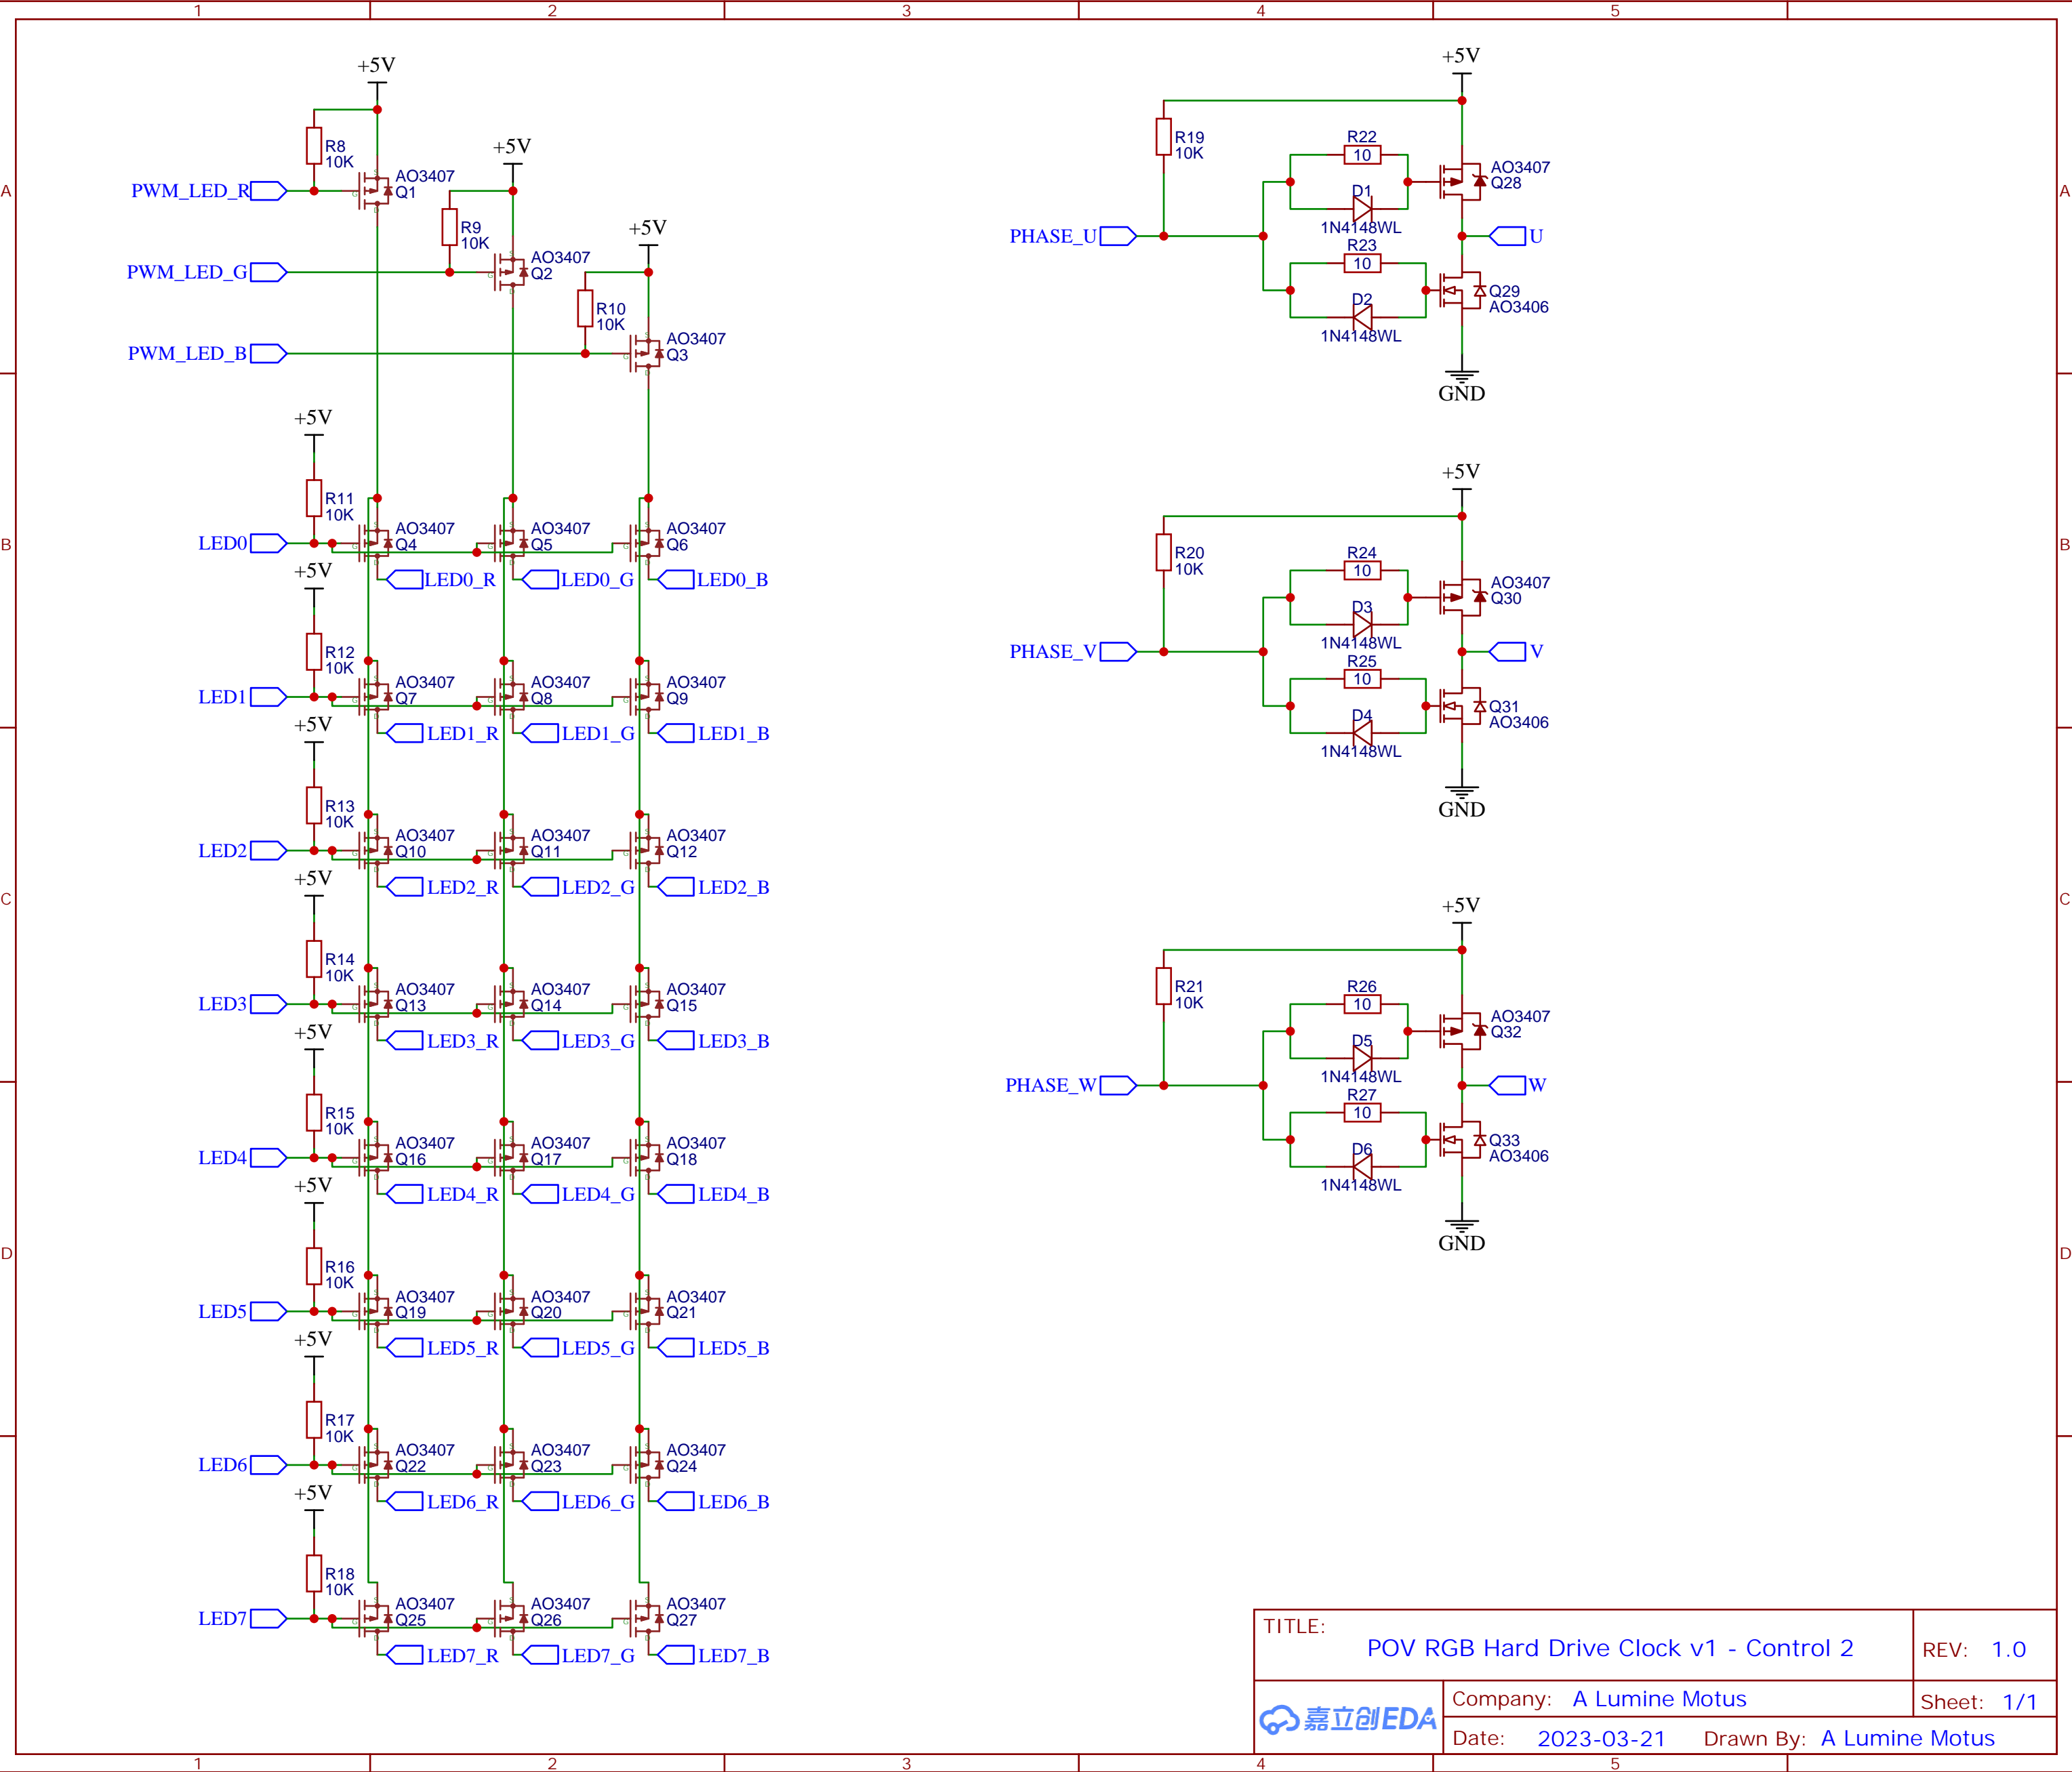 1 2 3 4 5
A
B
C
D
A
B
C
D
1 2 3 4 5
+5V
R8
10K
PWM_LED_R
AO3407
Q1
+5V
R9
10K
PWM_LED_G
AO3407
Q2
+5V
R10
10K
PWM_LED_B
AO3407
Q3
+5V
R11
10K
LED0
AO3407
Q4
AO3407
Q5
AO3407
Q6
LED0_R
LED0_G
LED0_B
+5V
R12
10K
LED1
AO3407
Q7
AO3407
Q8
AO3407
Q9
LED1_R
LED1_G
LED1_B
+5V
R13
10K
LED2
AO3407
Q10
AO3407
Q11
AO3407
Q12
LED2_R
LED2_G
LED2_B
+5V
R14
10K
LED3
AO3407
Q13
AO3407
Q14
AO3407
Q15
LED3_R
LED3_G
LED3_B
+5V
R15
10K
LED4
AO3407
Q16
AO3407
Q17
AO3407
Q18
LED4_R
LED4_G
LED4_B
+5V
R16
10K
LED5
AO3407
Q19
AO3407
Q20
AO3407
Q21
LED5_R
LED5_G
LED5_B
+5V
R17
10K
LED6
AO3407
Q22
AO3407
Q23
AO3407
Q24
LED6_R
LED6_G
LED6_B
+5V
R18
10K
LED7
AO3407
Q25
AO3407
Q26
AO3407
Q27
LED7_R
LED7_G
LED7_B
+5V
R19
10K
PHASE_U
R22
10
D1
1N4148WL
R23
10
D2
1N4148WL
AO3407
Q28
U
Q29
AO3406
GND
+5V
R20
10K
PHASE_V
R24
10
D3
1N4148WL
R25
10
D4
1N4148WL
AO3407
Q30
V
Q31
AO3406
GND
+5V
R21
10K
PHASE_W
R26
10
D5
1N4148WL
R27
10
D6
1N4148WL
AO3407
Q32
W
Q33
AO3406
GND
TITLE:
POV RGB Hard Drive Clock v1 - Control 2
REV: 1.0
嘉立创EDA
Company: A Lumine Motus
Sheet: 1/1
Date: 2023-03-21
Drawn By: A Lumine Motus